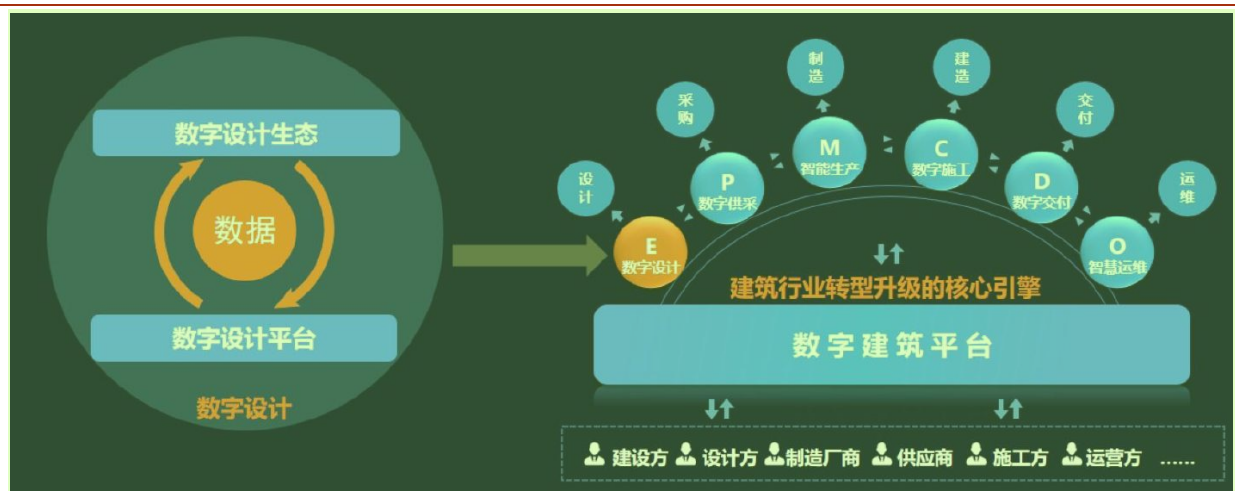 数字设计生态
数据
数字设计平台
数字设计
设计
采购
制造
建造
交付
运维
E
数字设计
P
数字供采
M
智能生产
C
数字施工
D
数字交付
O
智慧运维
建筑行业转型升级的核心引擎
数字建筑平台
建设方 设计方 制造厂商 供应商 施工方 运营方 ……